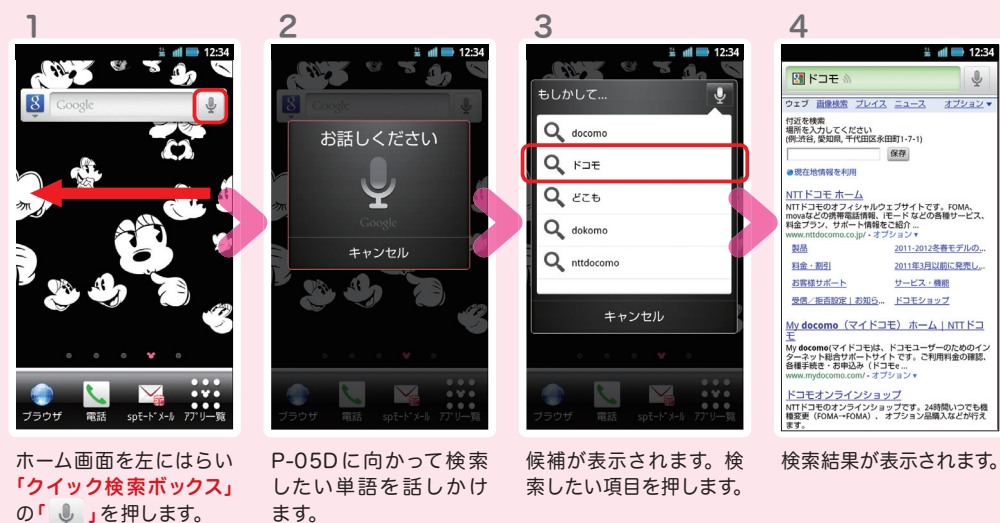 1
12:34
Google
ブラウザ
電話
spモードメール
アプリ一覧
ホーム画面を左にはらい
「クイック検索ボックス」
の「 」を押します。
2
12:34
Google
お話しください
Google
キャンセル
ブラウザ
電話
spモードメール
アプリ一覧
P-05Dに向かって検索
したい単語を話しかけ
ます。
3
12:34
もしかして...
docomo
ドコモ
どこも
dokomo
nttdocomo
キャンセル
ブラウザ
電話
spモードメール
アプリ一覧
候補が表示されます。検
索したい項目を押します。
4
12:34
ドコモ
ウェブ 画像検索 プレイス ニュース オプション▼
付近を検索
場所を入力してください
(例:渋谷, 愛知県, 千代田区永田町1-7-1)
保存
現在地情報を利用
NTTドコモ ホーム
NTTドコモのオフィシャルウェブサイトです。FOMA、
movaなどの携帯電話情報、iモード などの各種サービス、
料金プラン、サポート情報をご紹介 ...
www.nttdocomo.co.jp/ - オプション▼
製品 2011-2012冬春モデルの...
料金・割引 2011年3月以前に発売し...
お客様サポート サービス・機能
受信/拒否設定 | お知ら... ドコモショップ
My docomo（マイドコモ） ホーム | NTTドコ
モ
My docomo(マイドコモ)は、ドコモユーザーのためのイン
ターネット総合サポートサイト です。ご利用料金の確認、
各種手続き・お申込み（ドコモe ...
www.mydocomo.com/ - オプション▼
ドコモオンラインショップ
NTTドコモのオンラインショップです。24時間いつでも機
種変更（FOMA→FOMA）、 オプション品購入などが行え
ます。
検索結果が表示されます。